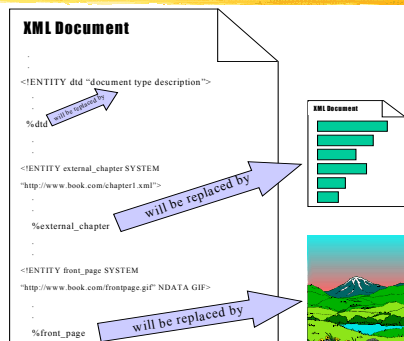 XML Document
.
.
<!ENTITY dtd “document type description”>
.
.
will be replaced by
%dtd
.
.
.
<!ENTITY external_chapter SYSTEM
“http://www.book.com/chapter1.xml”>
.
.
will be replaced by
%external_chapter
.
.
<!ENTITY front_page SYSTEM
“http://www.book.com/frontpage.gif” NDATA GIF>
.
.
will be replaced by
%front_page
XML Document